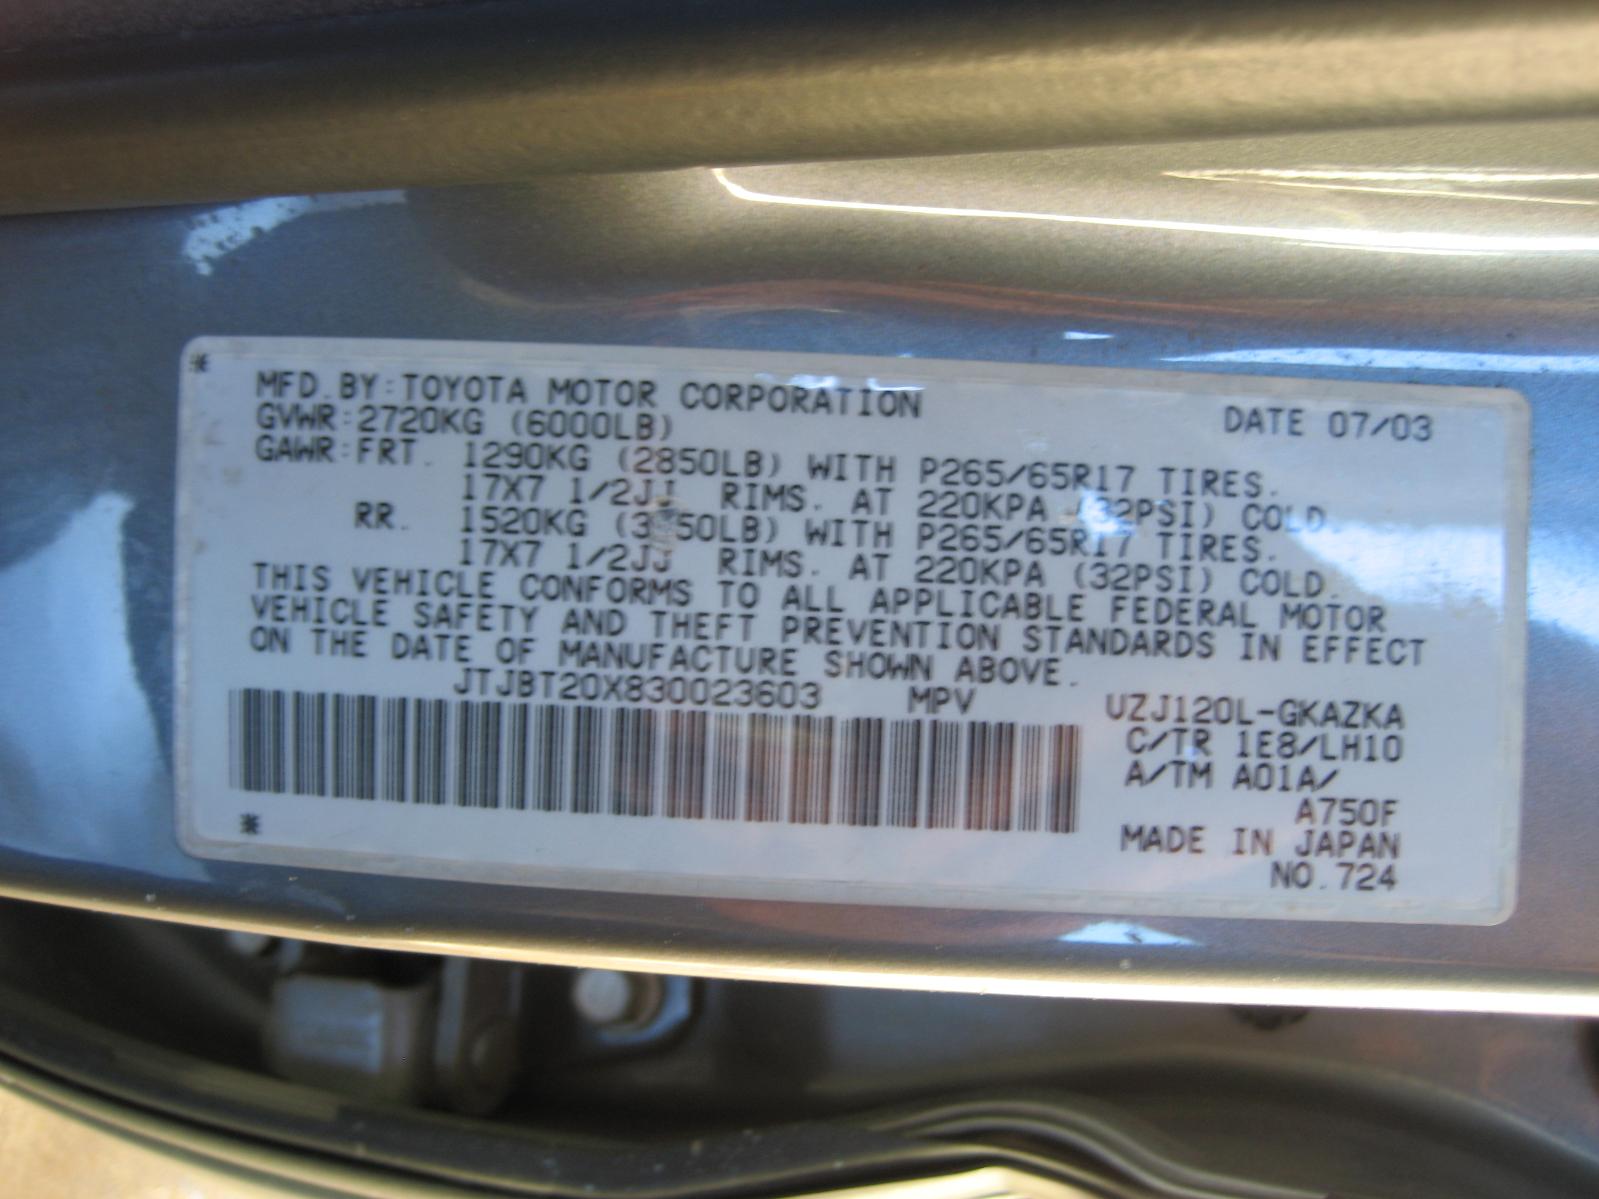 MFD.BY:TOYOTA MOTOR CORPORATION DATE 07/03
GVWR:2720KG (6000LB)
GAWR:FRT. 1290KG (2850LB) WITH P265/65R17 TIRES.
17X7 1/2JJ RIMS. AT 220KPA (32PSI) COLD.
RR. 1520KG WITH P265/65R17 TIRES.
17X7 1/2JJ RIMS. AT 220KPA (32PSI) COLD.
THIS VEHICLE CONFORMS TO ALL APPLICABLE FEDERAL MOTOR
VEHICLE SAFETY AND THEFT PREVENTION STANDARDS IN EFFECT
ON THE DATE OF MANUFACTURE SHOWN ABOVE.
JTJBT20X830023603 MPV UZJ120L-GKAZKA
C/TR 1E8/LH10
A/TM A01A/
A750F
MADE IN JAPAN
NO.724